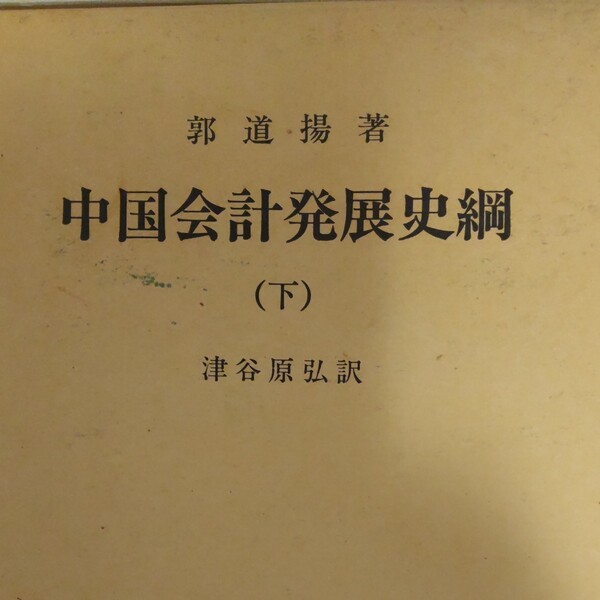 郭道揚著
中国会計発展史綱
(下)
津谷原弘訳